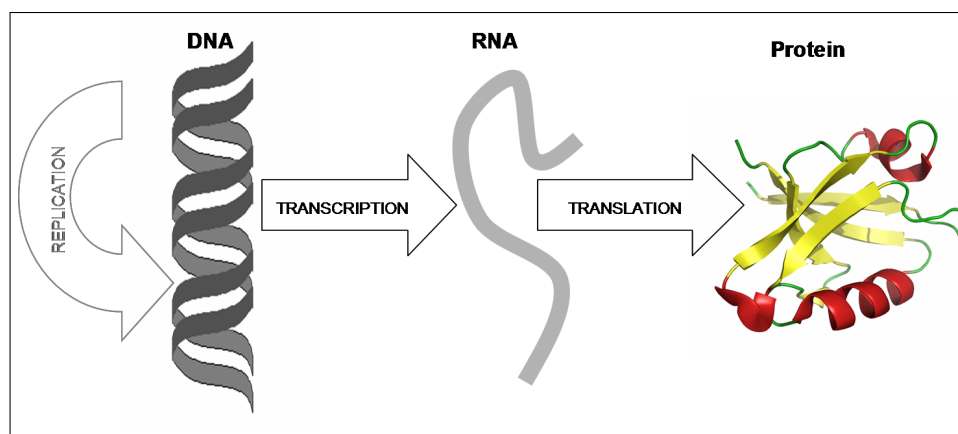 DNA
RNA
Protein
REPLICATION
TRANSCRIPTION
TRANSLATION